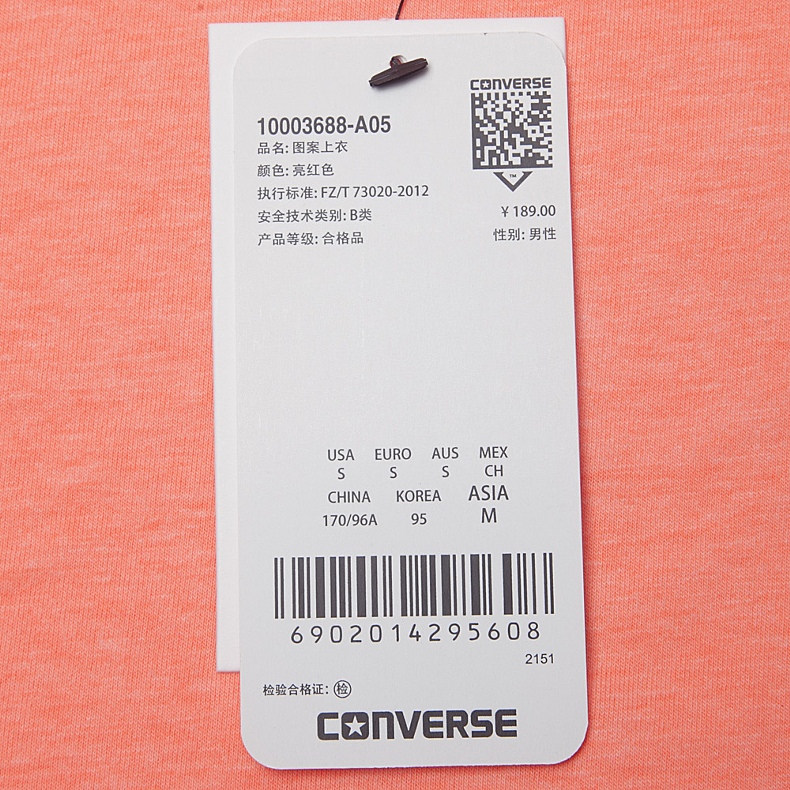 CONVERSE
10003688-A05
品名: 图案上衣
颜色: 亮红色
执行标准: FZ/T 73020-2012
安全技术类别: B类
产品等级: 合格品
TM
¥ 189.00
性别: 男性
USA EURO AUS MEX
S S S CH
CHINA KOREA ASIA
170/96A 95 M
6902014295608
2151
检验合格证: 检
CONVERSE